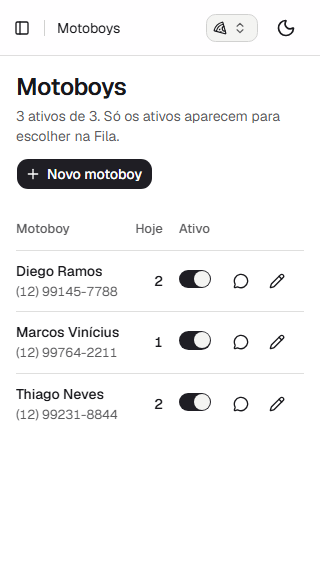 Motoboys
Motoboys
3 ativos de 3. Só os ativos aparecem para
escolher na Fila.
Novo motoboy
Motoboy Hoje Ativo
Diego Ramos
(12) 99145-7788
2
Marcos Vinícius
(12) 99764-2211
1
Thiago Neves
(12) 99231-8844
2